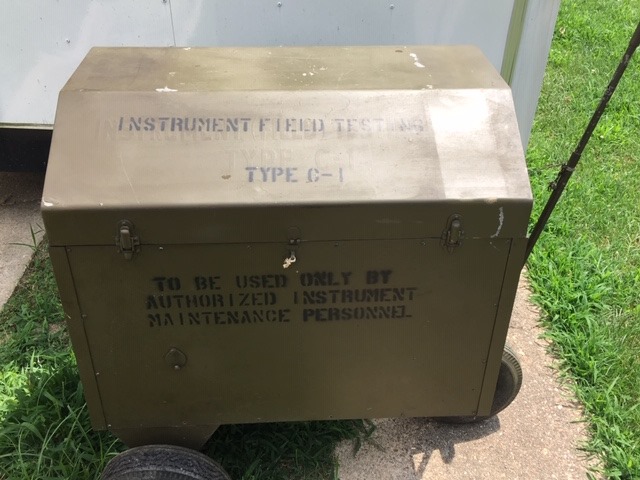 INSTRUMENT FIELD TESTING
TYPE C-1
TO BE USED ONLY BY
AUTHORIZED INSTRUMENT
MAINTENANCE PERSONNEL